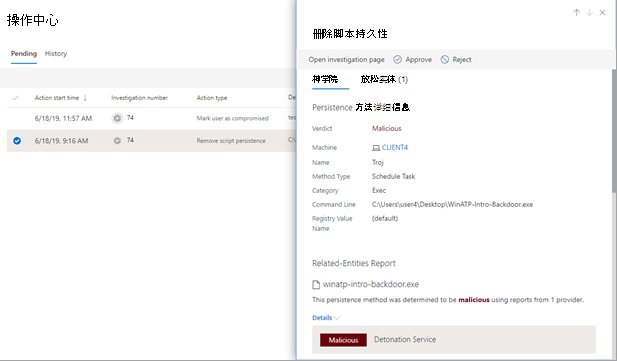 操作中心
Pending
History
Action start time ↓
Investigation number
Action type
De
6/18/19, 11:57 AM
74
Mark user as compromised
tes
6/18/19, 9:16 AM
74
Remove script persistence
C:\
删除脚本持久性
Open investigation page
Approve
Reject
神学院
放松实体 (1)
Persistence 方法详细信息
Verdict
Malicious
Machine
CLIENT4
Name
Troj
Method Type
Schedule Task
Category
Exec
Command Line
C:\Users\user4\Desktop\WinATP-Intro-Backdoor.exe
Registry Value Name
(default)
Related-Entities Report
winatp-intro-backdoor.exe
This persistence method was determined to be malicious using reports from 1 provider.
Details
Malicious
Detonation Service